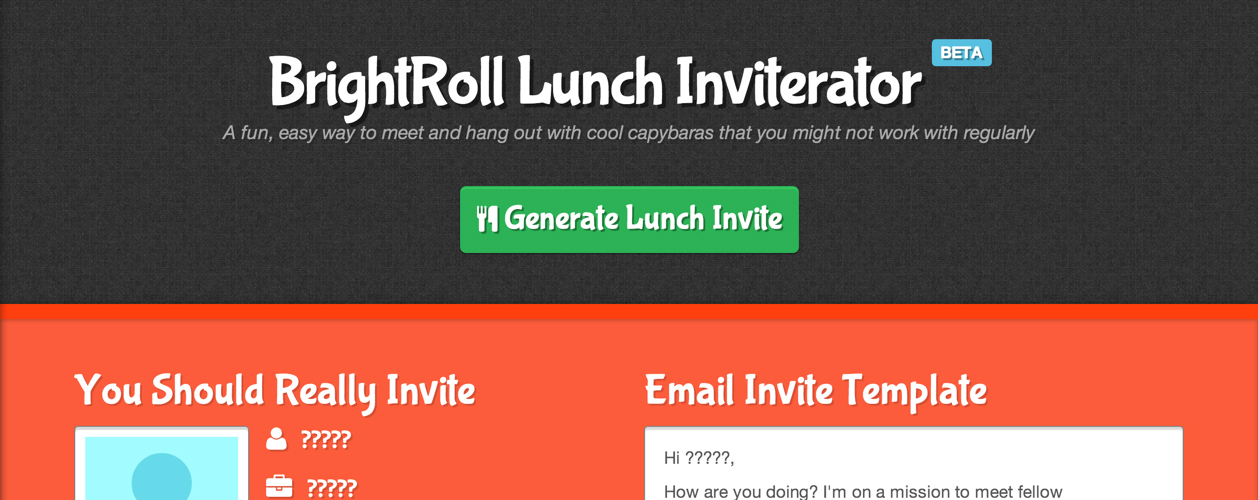 BrightRoll Lunch Inviterator BETA
A fun, easy way to meet and hang out with cool capybaras that you might not work with regularly
Generate Lunch Invite
You Should Really Invite
?????
?????
Email Invite Template
Hi ?????,
How are you doing? I'm on a mission to meet fellow